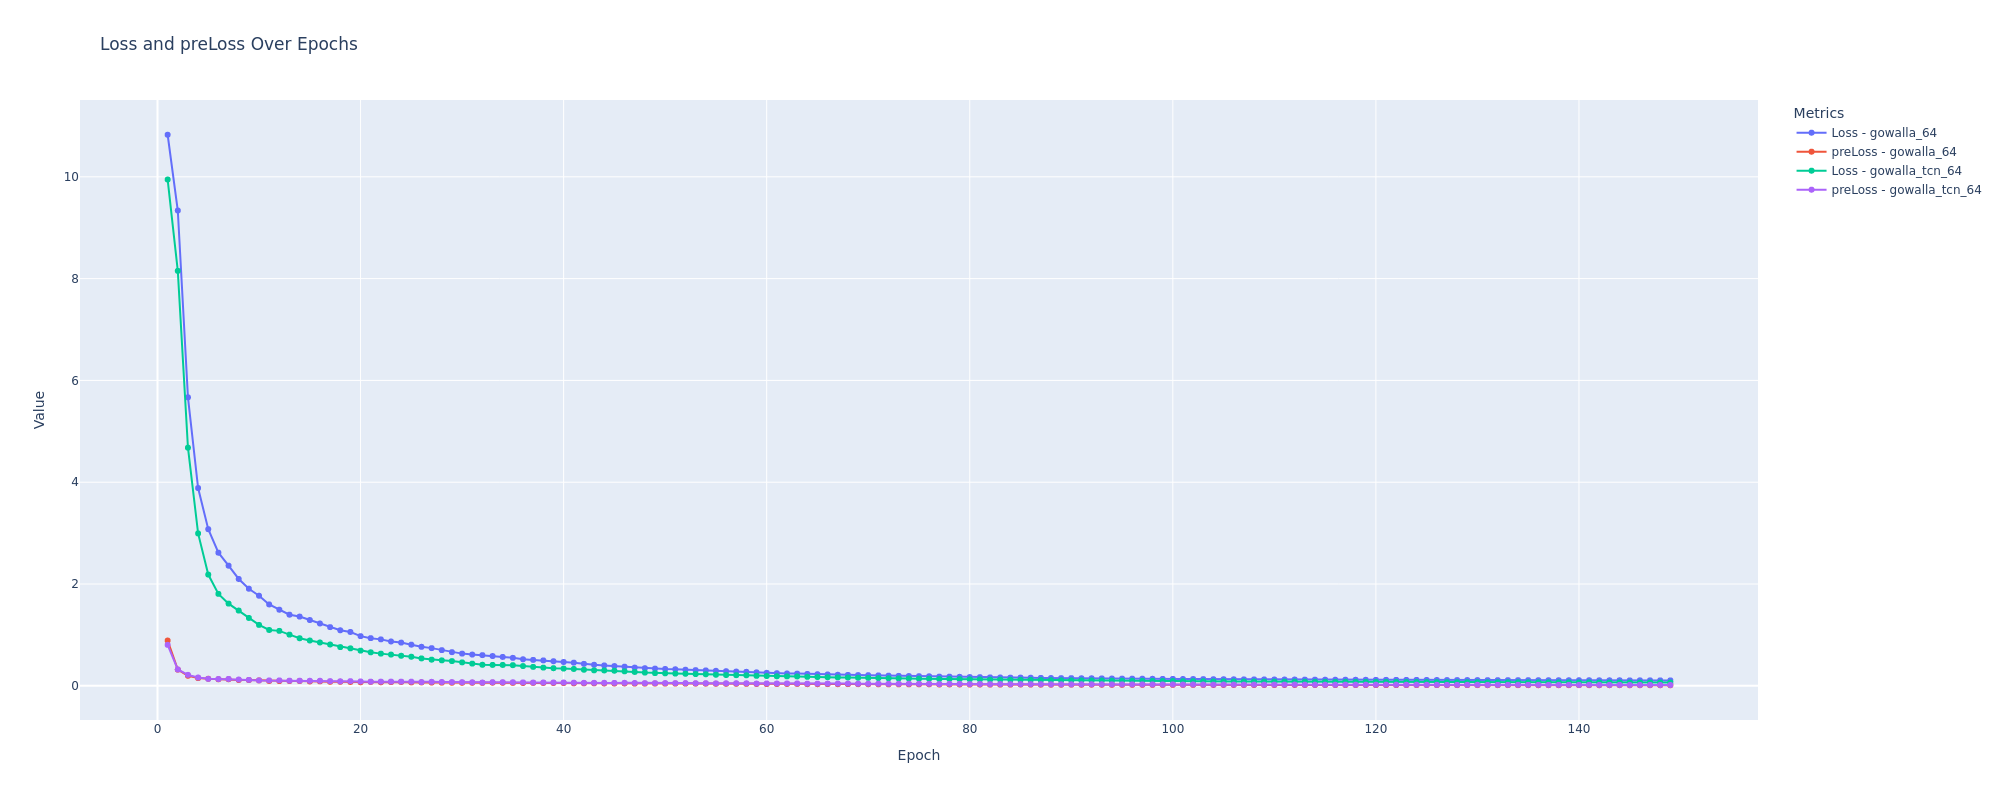 Loss and preLoss Over Epochs
Metrics
Loss - gowalla_64
preLoss - gowalla_64
Loss - gowalla_tcn_64
preLoss - gowalla_tcn_64
Value
10
8
6
4
2
0
0 20 40 60 80 100 120 140
Epoch